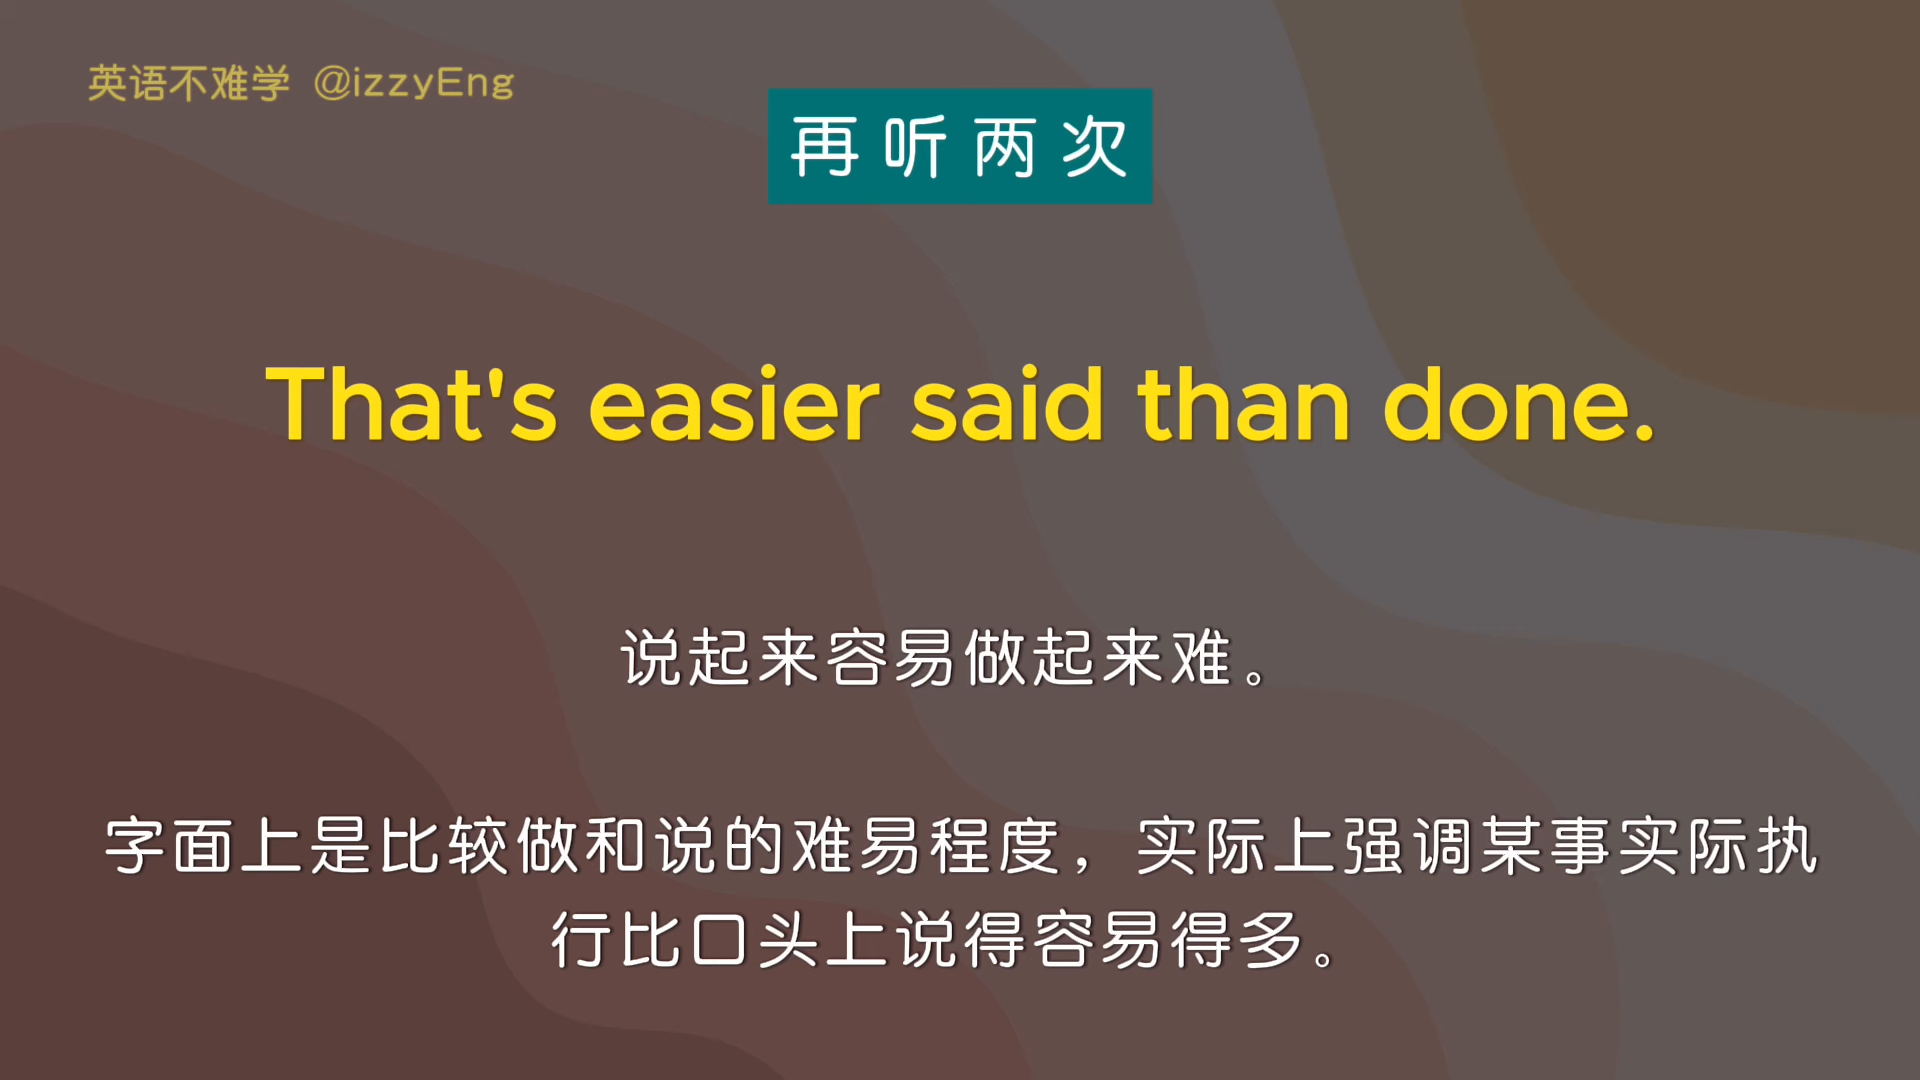 英语不难学 @izzyEng
再听两次
That's easier said than done.
说起来容易做起来难。
字面上是比较做和说的难易程度，实际上强调某事实际执
行比口头上说得容易得多。